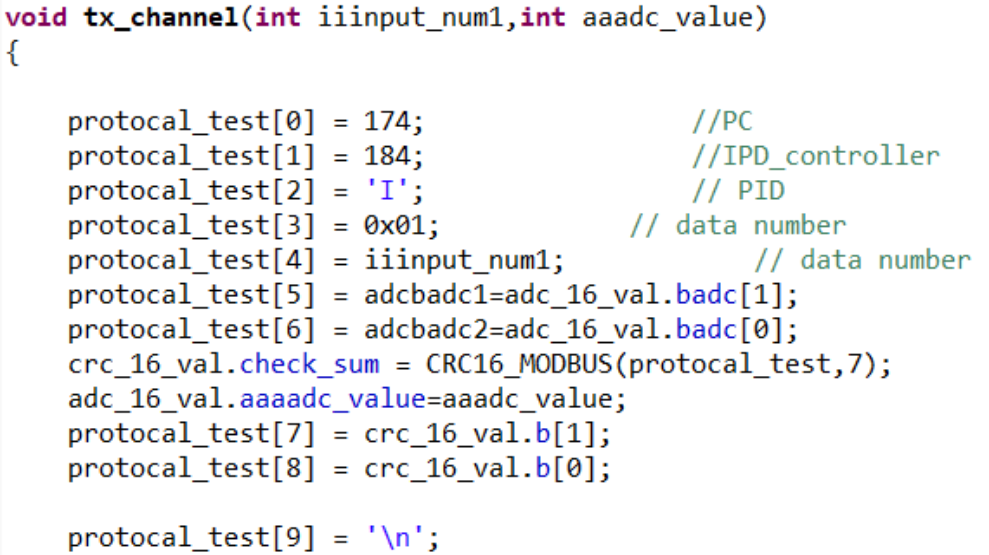 void tx_channel(int iiinput_num1,int aaadc_value)
{
protocal_test[0] = 174; //PC
protocal_test[1] = 184; //IPD_controller
protocal_test[2] = 'I'; // PID
protocal_test[3] = 0x01; // data number
protocal_test[4] = iiinput_num1; // data number
protocal_test[5] = adcbadc1=adc_16_val.badc[1];
protocal_test[6] = adcbadc2=adc_16_val.badc[0];
crc_16_val.check_sum = CRC16_MODBUS(protocal_test,7);
adc_16_val.aaaadc_value=aaadc_value;
protocal_test[7] = crc_16_val.b[1];
protocal_test[8] = crc_16_val.b[0];
protocal_test[9] = '\n';